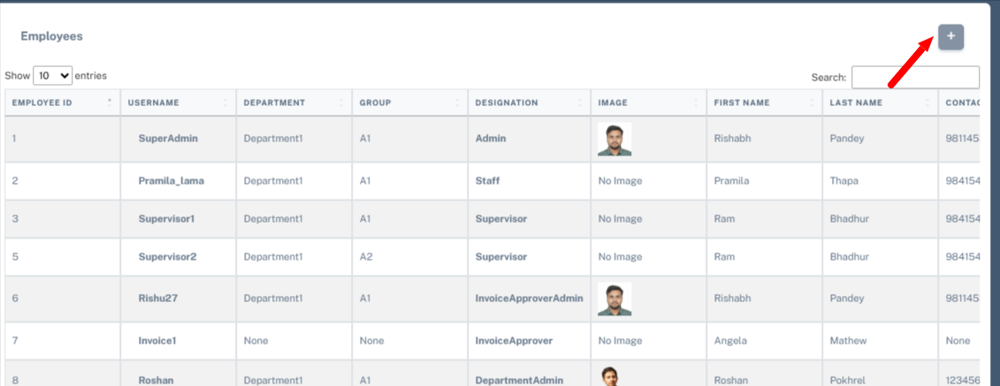 Employees
+
Show 10 entries
Search:
EMPLOYEE ID USERNAME DEPARTMENT GROUP DESIGNATION IMAGE FIRST NAME LAST NAME CONTAC
1 SuperAdmin Department1 A1 Admin Rishabh Pandey 981145
2 Pramila_lama Department1 A1 Staff No Image Pramila Thapa 984154
3 Supervisor1 Department1 A1 Supervisor No Image Ram Bhadhur 984154
5 Supervisor2 Department1 A2 Supervisor No Image Ram Bhadhur 984154
6 Rishu27 Department1 A1 InvoiceApproverAdmin Rishabh Pandey 981145
7 Invoice1 None None InvoiceApprover No Image Angela Mathew None
8 Roshan Department1 A1 DepartmentAdmin Roshan Pokhrel 123456